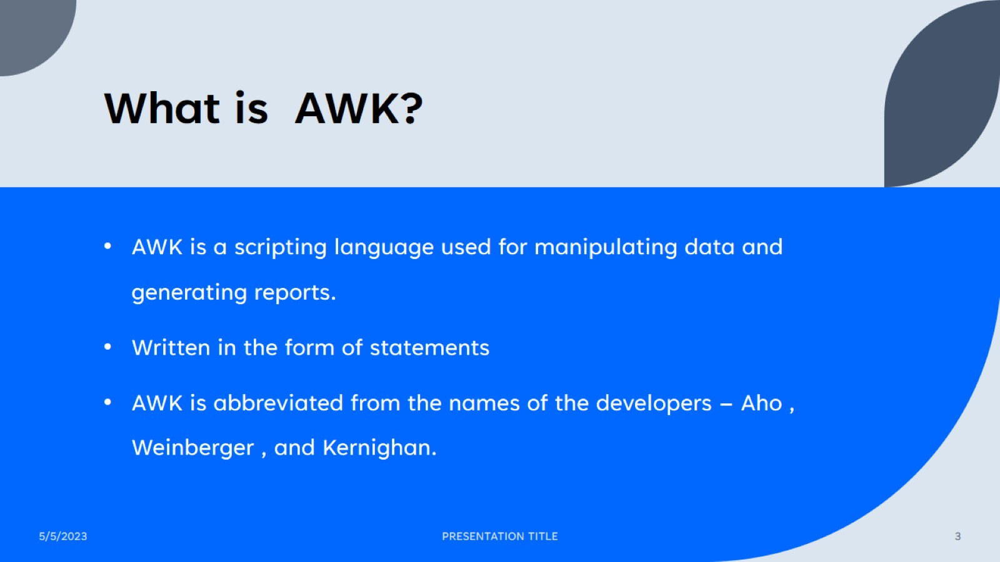 What is  AWK?
• AWK is a scripting language used for manipulating data and
generating reports.
• Written in the form of statements
• AWK is abbreviated from the names of the developers – Aho ,
Weinberger , and Kernighan.
5/5/2023
PRESENTATION TITLE
3